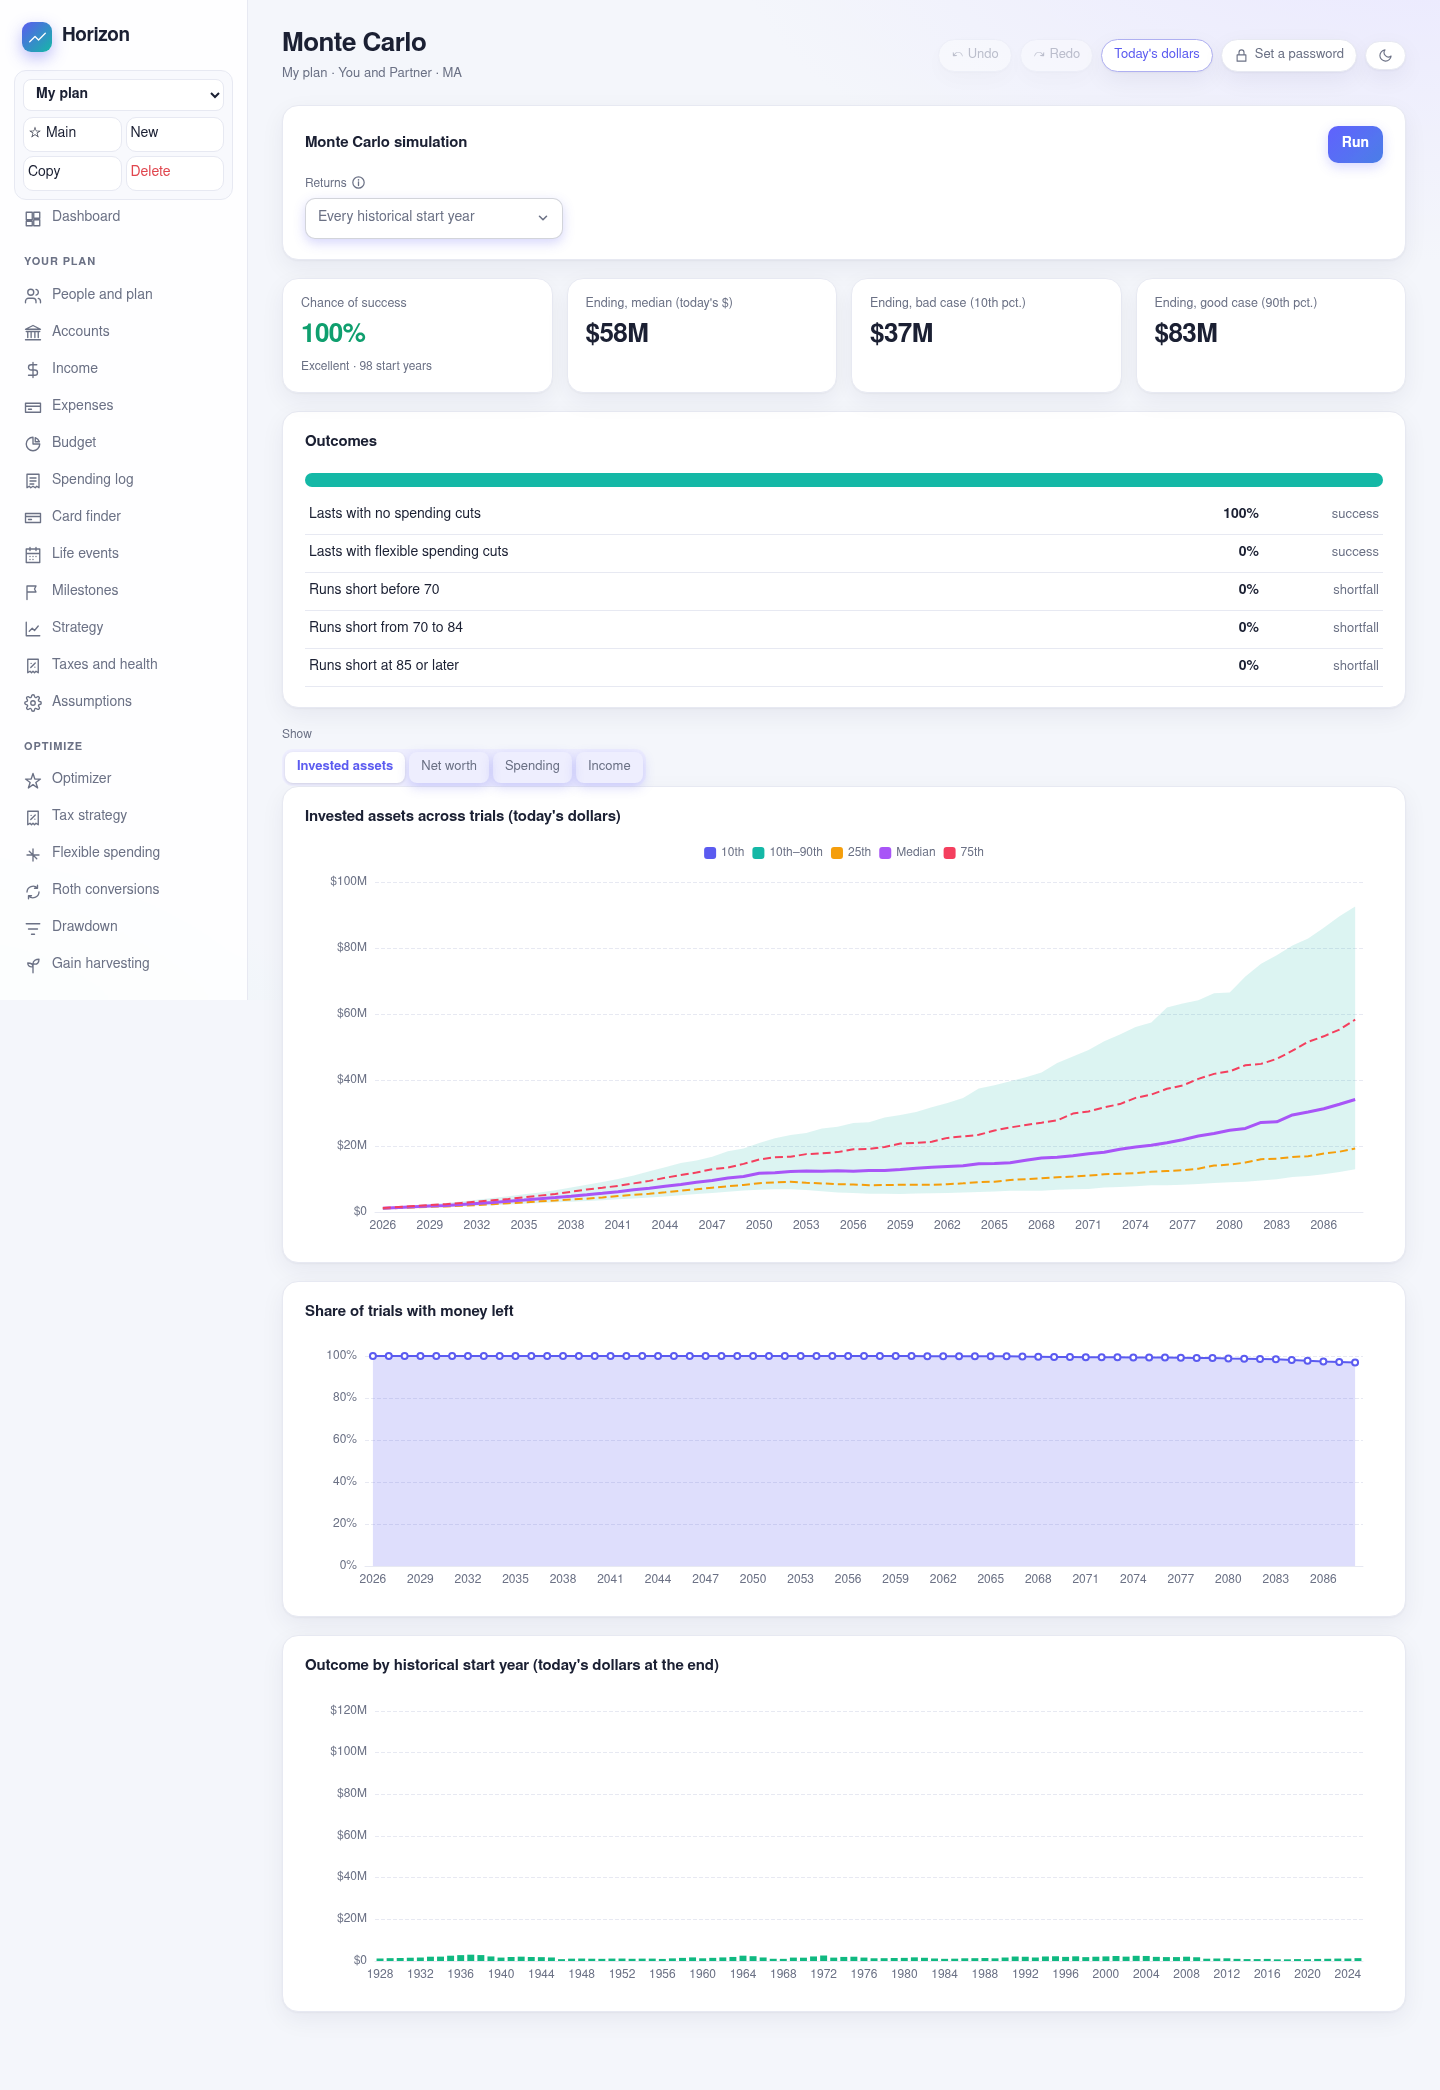 Horizon
My plan
☆ Main
New
Copy
Delete
Dashboard
YOUR PLAN
People and plan
Accounts
Income
Expenses
Budget
Spending log
Card finder
Life events
Milestones
Strategy
Taxes and health
Assumptions
OPTIMIZE
Optimizer
Tax strategy
Flexible spending
Roth conversions
Drawdown
Gain harvesting
Monte Carlo
My plan · You and Partner · MA
Undo
Redo
Today's dollars
Set a password
Monte Carlo simulation
Run
Returns
Every historical start year
Chance of success
100%
Excellent · 98 start years
Ending, median (today's $)
$58M
Ending, bad case (10th pct.)
$37M
Ending, good case (90th pct.)
$83M
Outcomes
Lasts with no spending cuts 100% success
Lasts with flexible spending cuts 0% success
Runs short before 70 0% shortfall
Runs short from 70 to 84 0% shortfall
Runs short at 85 or later 0% shortfall
Show
Invested assets Net worth Spending Income
Invested assets across trials (today's dollars)
10th 10th–90th 25th Median 75th
$100M
$80M
$60M
$40M
$20M
$0
2026 2029 2032 2035 2038 2041 2044 2047 2050 2053 2056 2059 2062 2065 2068 2071 2074 2077 2080 2083 2086
Share of trials with money left
100%
80%
60%
40%
20%
0%
2026 2029 2032 2035 2038 2041 2044 2047 2050 2053 2056 2059 2062 2065 2068 2071 2074 2077 2080 2083 2086
Outcome by historical start year (today's dollars at the end)
$120M
$100M
$80M
$60M
$40M
$20M
$0
1928 1932 1936 1940 1944 1948 1952 1956 1960 1964 1968 1972 1976 1980 1984 1988 1992 1996 2000 2004 2008 2012 2016 2020 2024